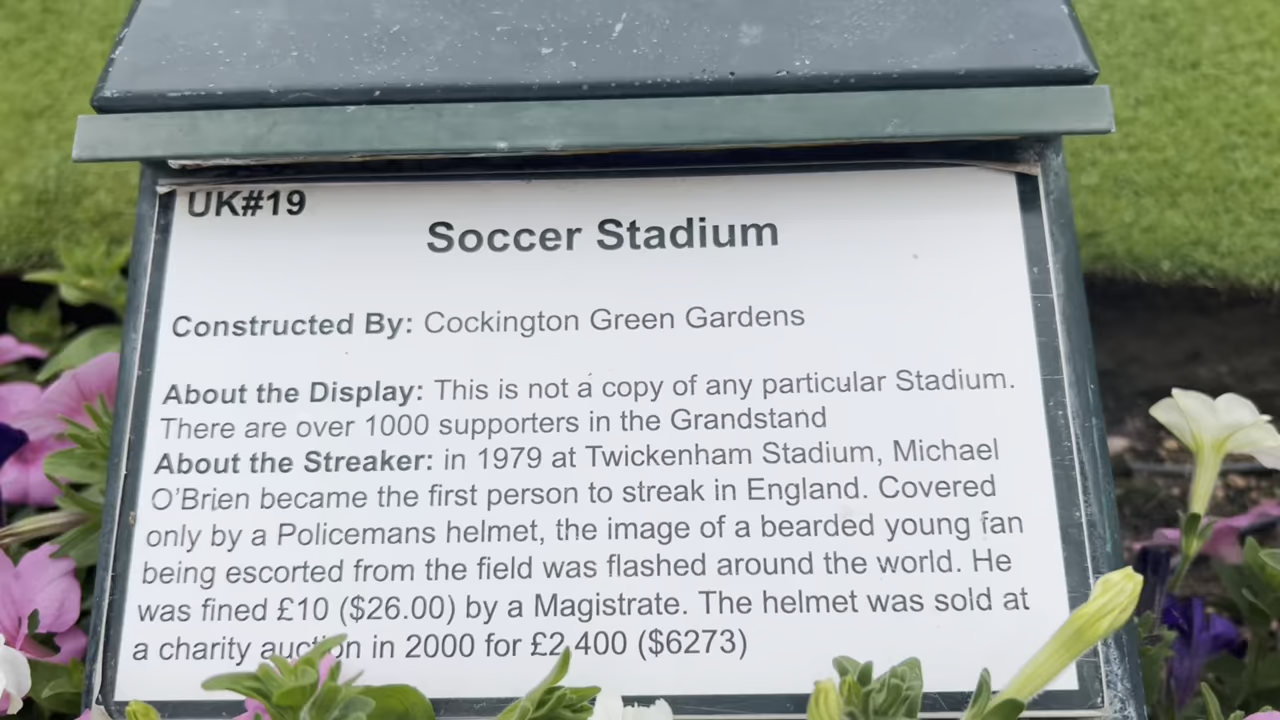 UK#19
Soccer Stadium
Constructed By: Cockington Green Gardens
About the Display: This is not a copy of any particular Stadium.
There are over 1000 supporters in the Grandstand
About the Streaker: in 1979 at Twickenham Stadium, Michael
O'Brien became the first person to streak in England. Covered
only by a Policemans helmet, the image of a bearded young fan
being escorted from the field was flashed around the world. He
was fined £10 ($26.00) by a Magistrate. The helmet was sold at
a charity auction in 2000 for £2,400 ($6273)